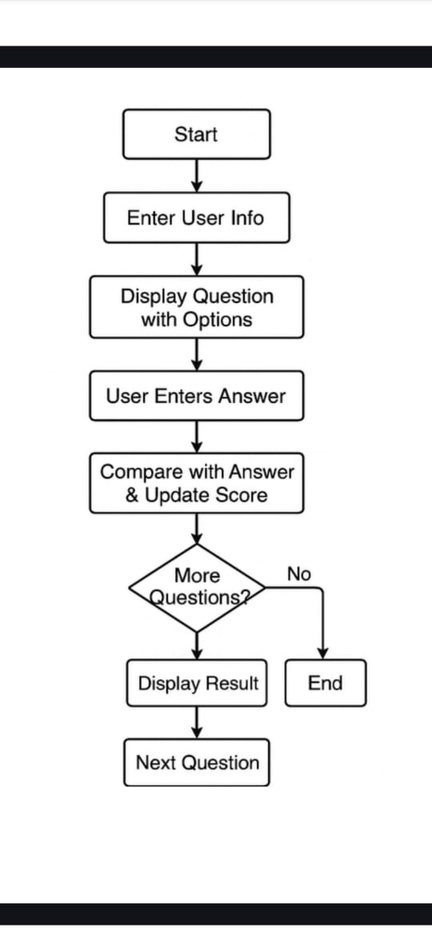 Start
Enter User Info
Display Question
with Options
User Enters Answer
Compare with Answer
& Update Score
More
Questions?
No
Display Result
End
Next Question